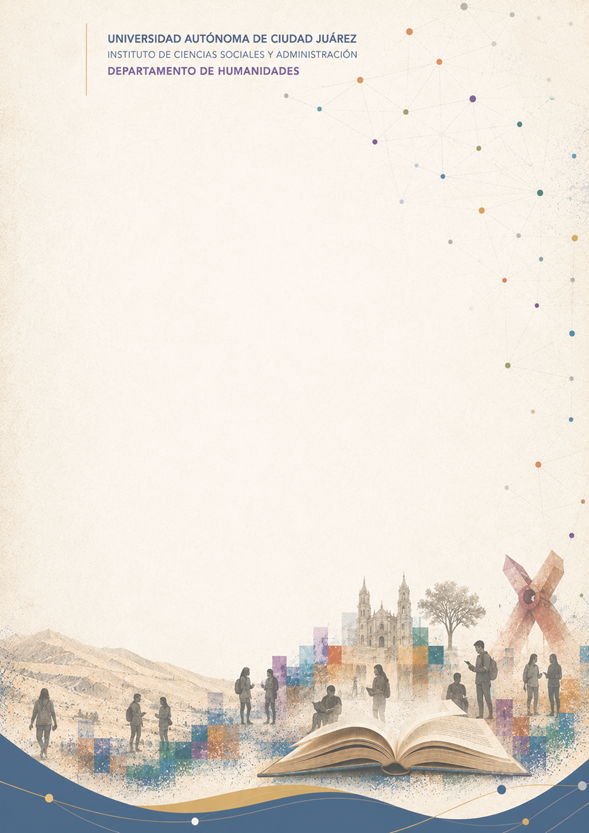 UNIVERSIDAD AUTÓNOMA DE CIUDAD JUÁREZ
INSTITUTO DE CIENCIAS SOCIALES Y ADMINISTRACIÓN
DEPARTAMENTO DE HUMANIDADES